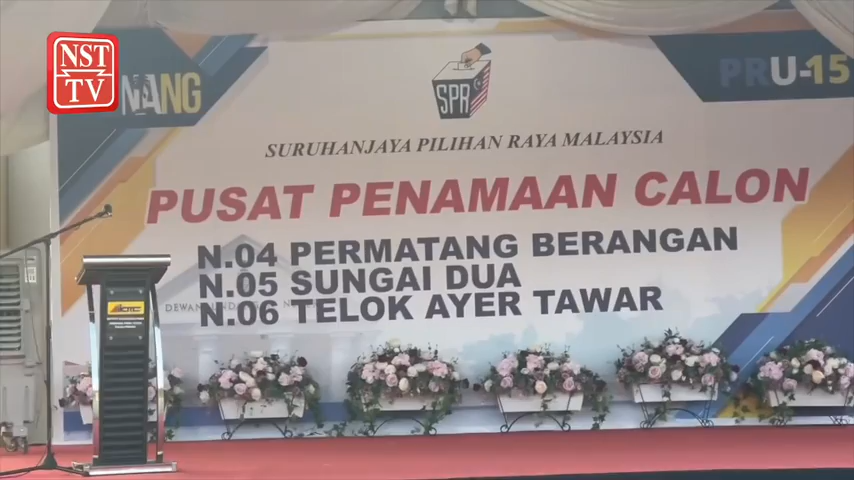 NST
TV
NANG
SPR
PRU-15
SURUHANJAYA PILIHAN RAYA MALAYSIA
PUSAT PENAMAAN CALON
N.04 PERMATANG BERANGAN
N.05 SUNGAI DUA
N.06 TELOK AYER TAWAR
DEWAN